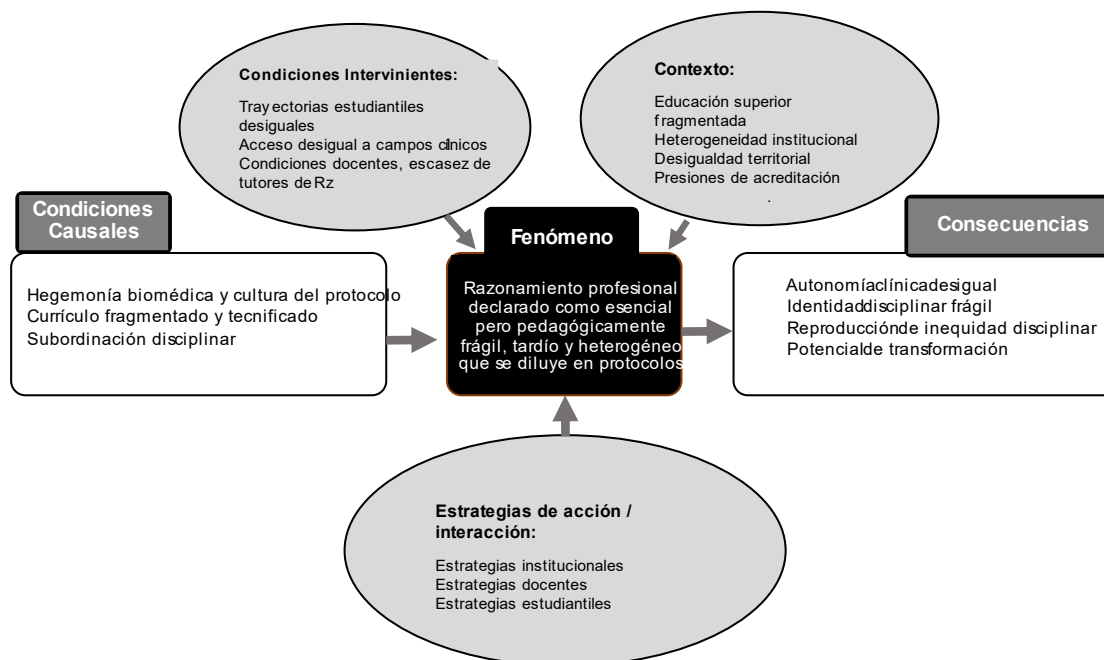 Condiciones Intervinientes:
Trayectorias estudiantiles
desiguales
Acceso desigual a campos clínicos
Condiciones docentes, escasez de
tutores de Rz
Contexto:
Educación superior
fragmentada
Heterogeneidad institucional
Desigualdad territorial
Presiones de acreditación
.
Condiciones
Causales
Hegemonía biomédica y cultura del protocolo
Currículo fragmentado y tecnificado
Subordinación disciplinar
Fenómeno
Razonamiento profesional
declarado como esencial
pero pedagógicamente
frágil, tardío y heterogéneo
que se diluye en protocolos
Consecuencias
Autonomíaclínicadesigual
Identidaddisciplinar frágil
Reproducciónde inequidad disciplinar
Potencialde transformación
Estrategias de acción /
interacción:
Estrategias institucionales
Estrategias docentes
Estrategias estudiantiles